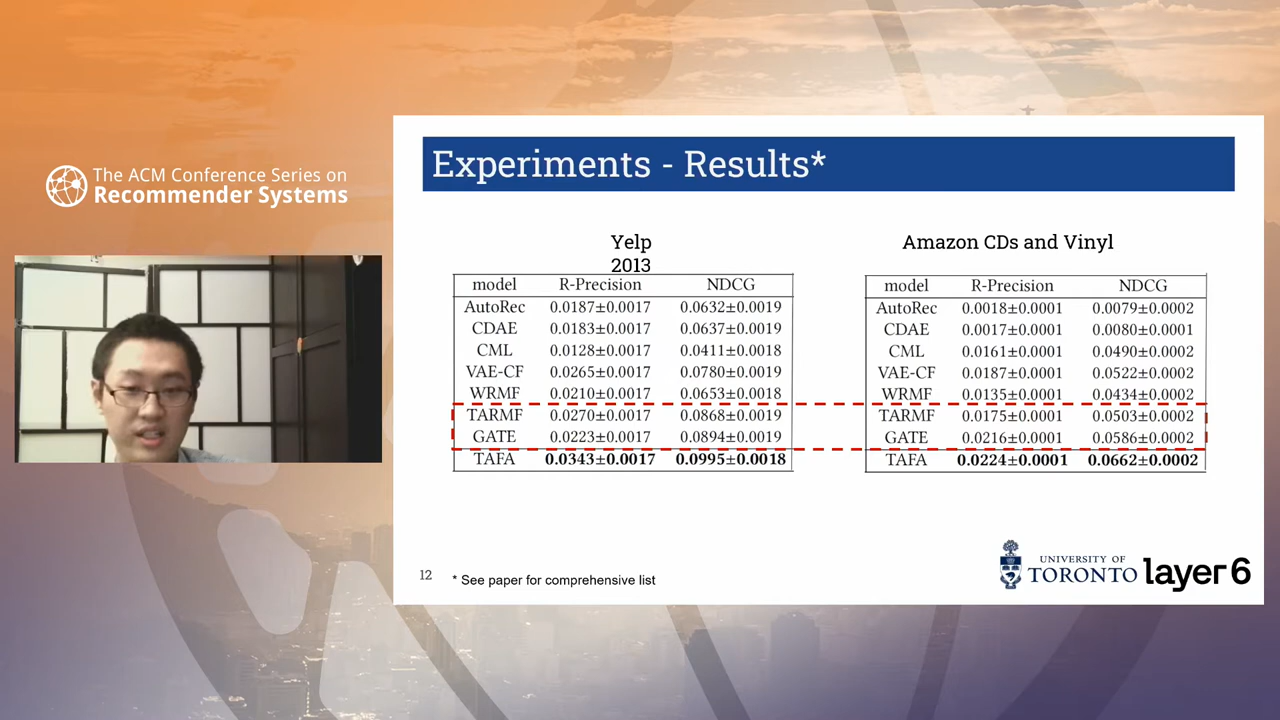 The ACM Conference Series on
Recommender Systems
Experiments - Results*
Yelp
2013
model R-Precision NDCG
AutoRec 0.0187±0.0017 0.0632±0.0019
CDAE 0.0183±0.0017 0.0637±0.0019
CML 0.0128±0.0017 0.0411±0.0018
VAE-CF 0.0265±0.0017 0.0780±0.0019
WRMF 0.0210±0.0017 0.0653±0.0018
TARMF 0.0270±0.0017 0.0868±0.0019
GATE 0.0223±0.0017 0.0894±0.0019
TAFA 0.0343±0.0017 0.0995±0.0018
Amazon CDs and Vinyl
model R-Precision NDCG
AutoRec 0.0018±0.0001 0.0079±0.0002
CDAE 0.0017±0.0001 0.0080±0.0001
CML 0.0161±0.0001 0.0490±0.0002
VAE-CF 0.0187±0.0001 0.0522±0.0002
WRMF 0.0135±0.0001 0.0434±0.0002
TARMF 0.0175±0.0001 0.0503±0.0002
GATE 0.0216±0.0001 0.0586±0.0002
TAFA 0.0224±0.0001 0.0662±0.0002
12
* See paper for comprehensive list
UNIVERSITY OF
TORONTO
layer 6